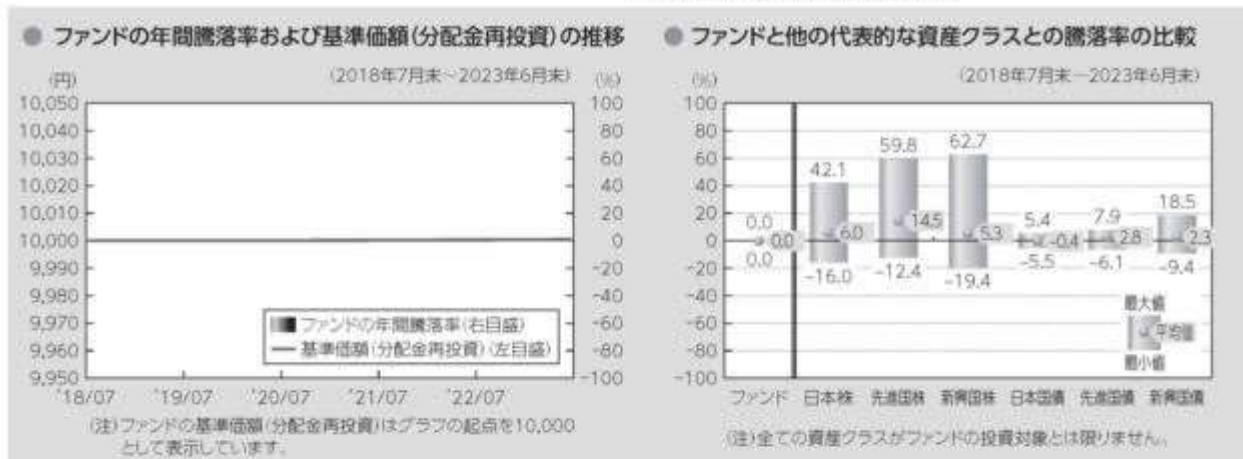 ● ファンドの年間騰落率および基準価額(分配金再投資)の推移
(円)
(2018年7月末~2023年6月末)
(%)
10,050
10,040
10,030
10,020
10,010
10,000
9,990
9,980
9,970
9,960
9,950
100
80
60
40
20
0
-20
-40
-60
-80
-100
ファンドの年間騰落率(右目盛)
基準価額(分配金再投資)(左目盛)
'18/07 '19/07 '20/07 '21/07 '22/07
(注)ファンドの基準価額(分配金再投資)はグラフの起点を10,000
として表示しています。
● ファンドと他の代表的な資産クラスとの騰落率の比較
(%)
(2018年7月末~2023年6月末)
100
80
60
40
20
0
-20
-40
-60
-80
-100
0.0 42.1 59.8 62.7 5.4 7.9 18.5
0.0 6.0 14.5 5.3 -0.4 2.8 2.3
0.0 -16.0 -12.4 -19.4 -5.5 -6.1 -9.4
最大値
平均値
最小値
ファンド 日本株 先進国株 新興国株 日本国債 先進国債 新興国債
(注)全ての資産クラスがファンドの投資対象とは限りません。